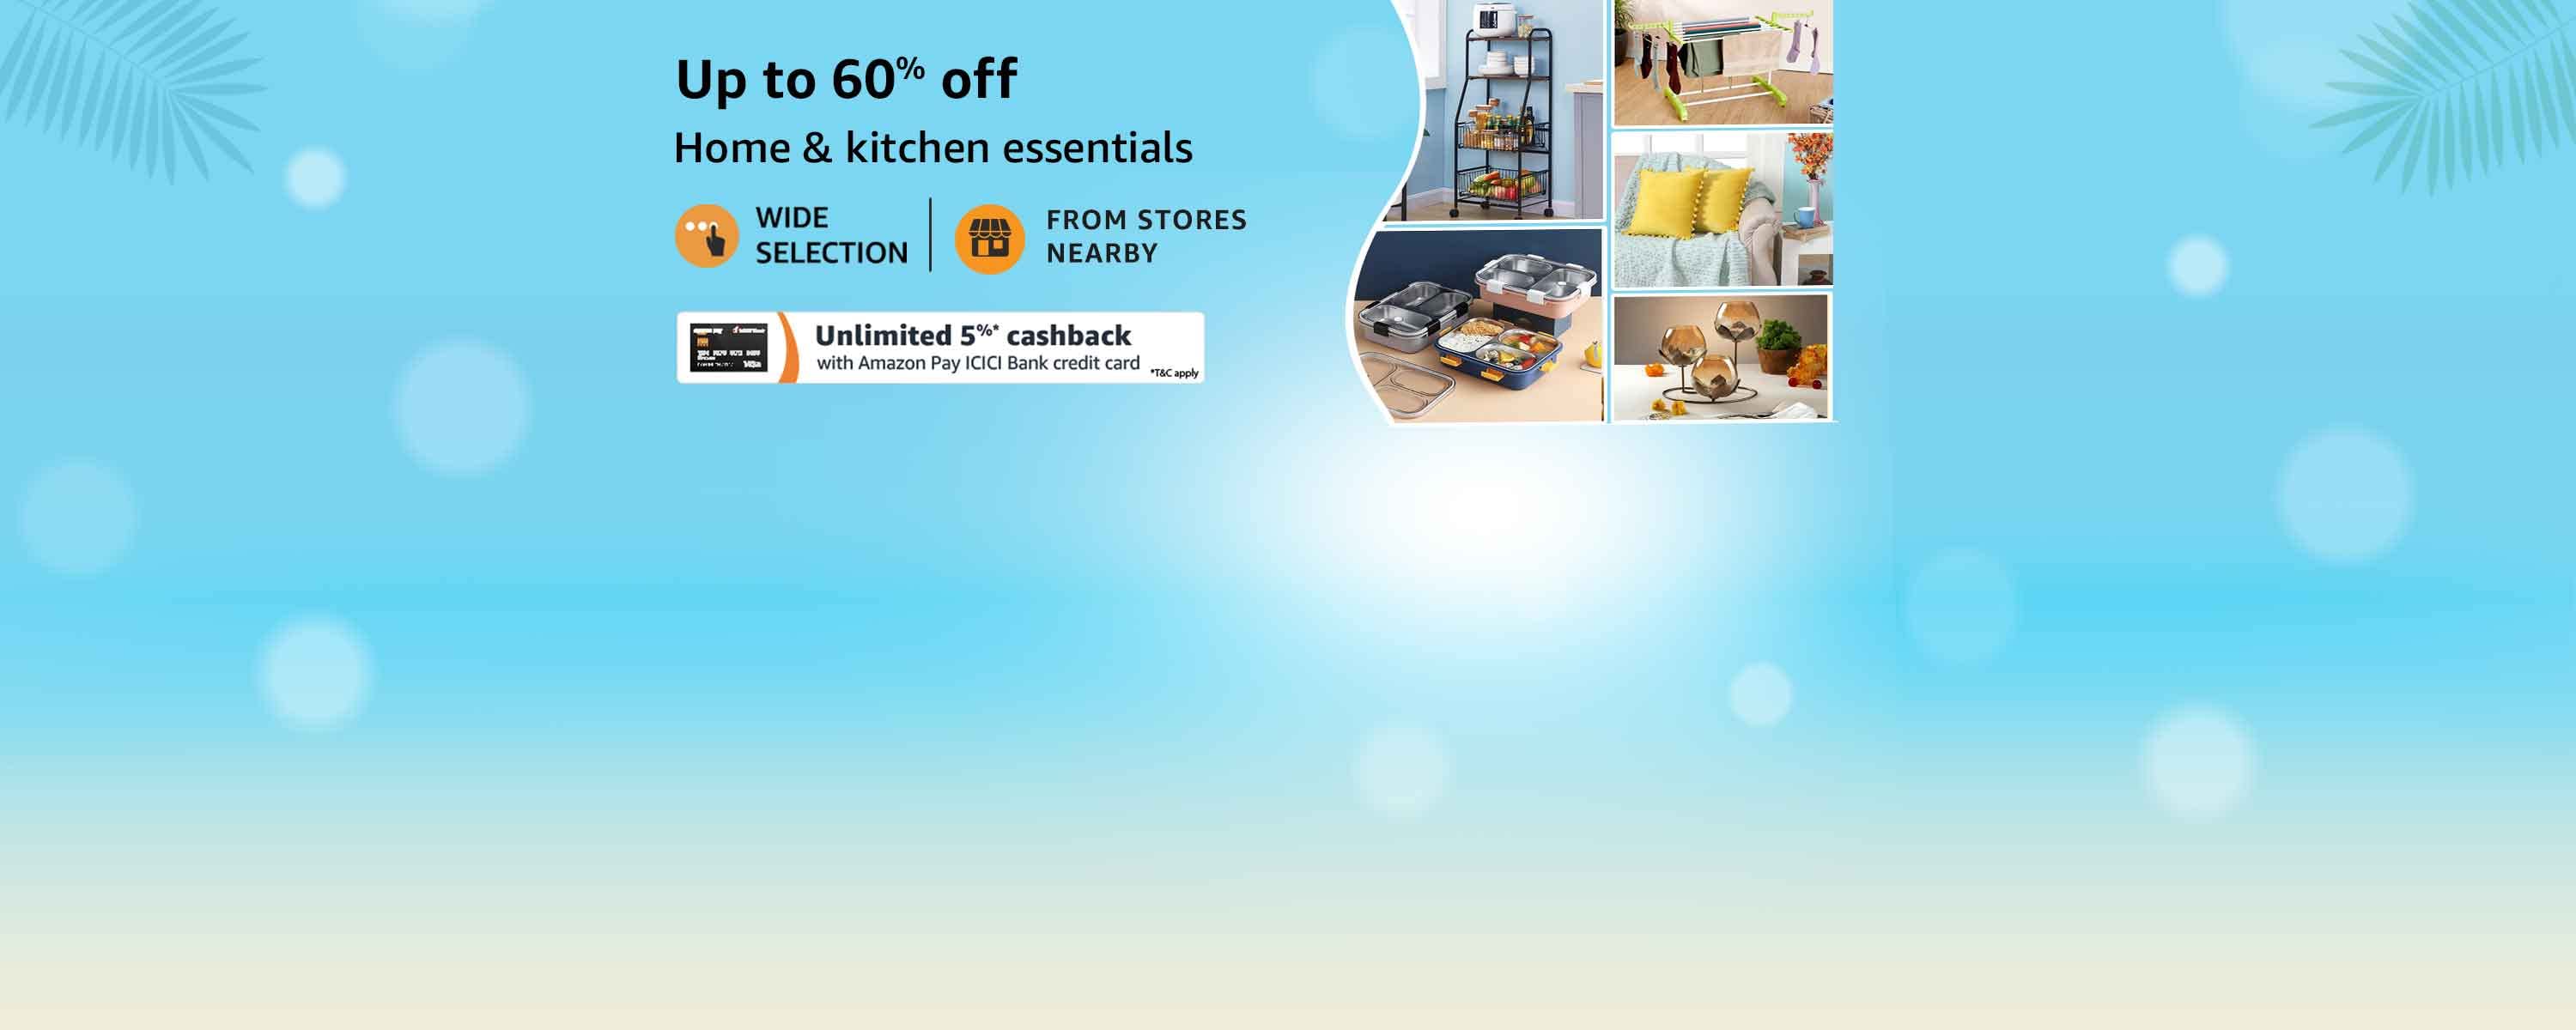 Up to 60% off
Home & kitchen essentials
WIDE
SELECTION
FROM STORES
NEARBY
Unlimited 5%* cashback
with Amazon Pay ICICI Bank credit card
*T&C apply